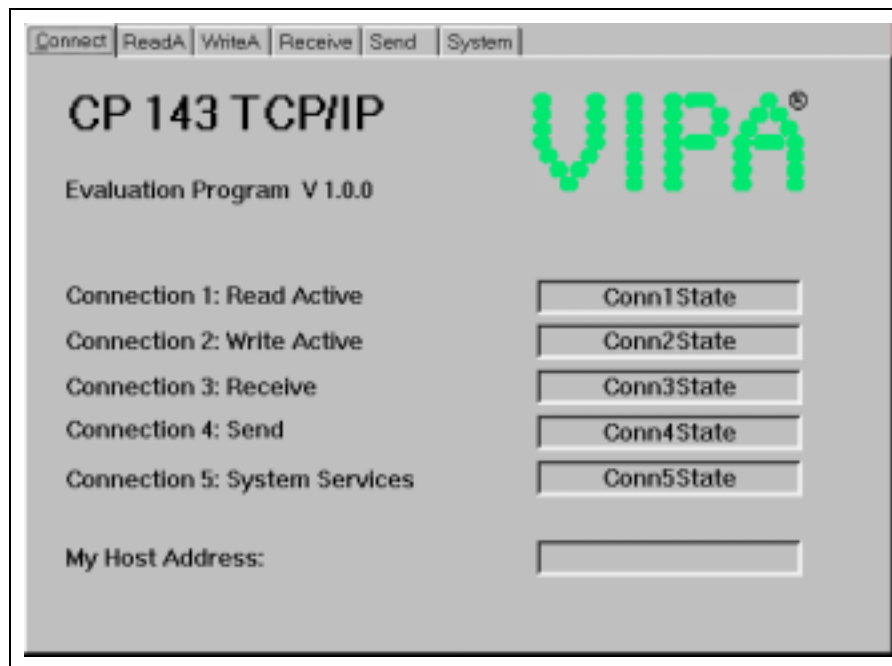 Connect ReadA WriteA Receive Send System
CP 143 TCP/IP
VIPA®
Evaluation Program V 1.0.0
Connection 1: Read Active Conn1State
Connection 2: Write Active Conn2State
Connection 3: Receive Conn3State
Connection 4: Send Conn4State
Connection 5: System Services Conn5State
My Host Address: